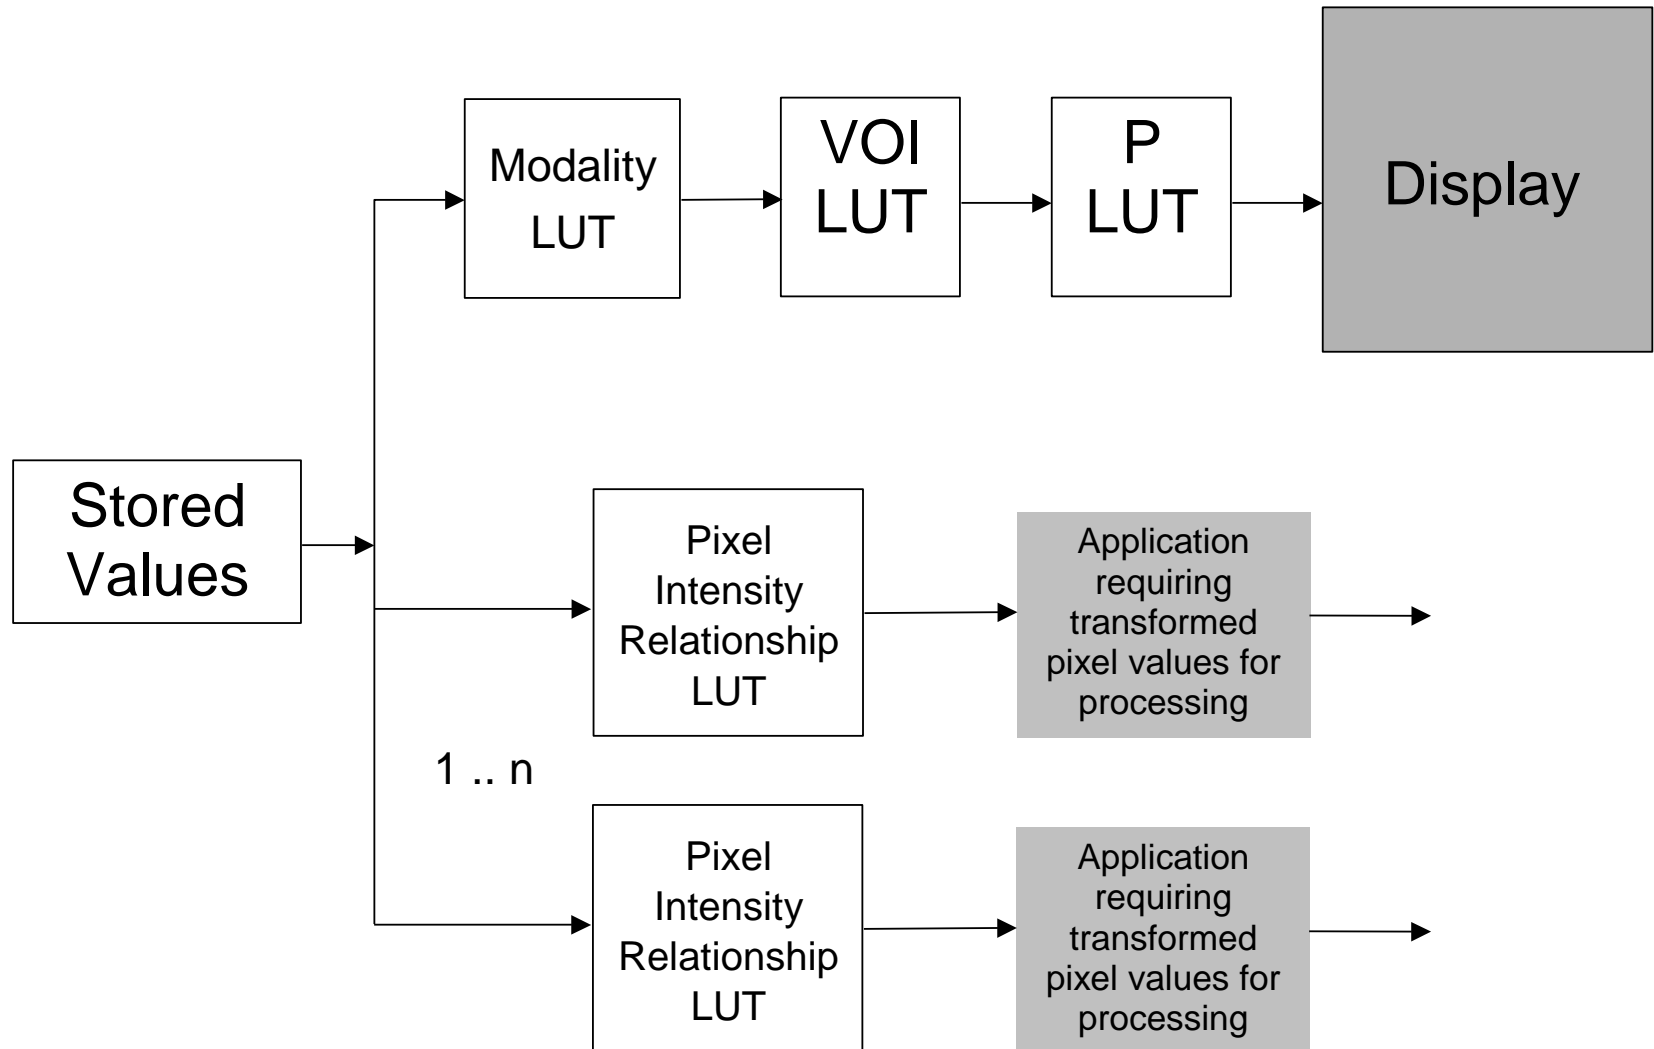 Modality
LUT
VOI
LUT
P
LUT
Display
Stored
Values
Pixel
Intensity
Relationship
LUT
Application
requiring
transformed
pixel values for
processing
1 .. n
Pixel
Intensity
Relationship
LUT
Application
requiring
transformed
pixel values for
processing